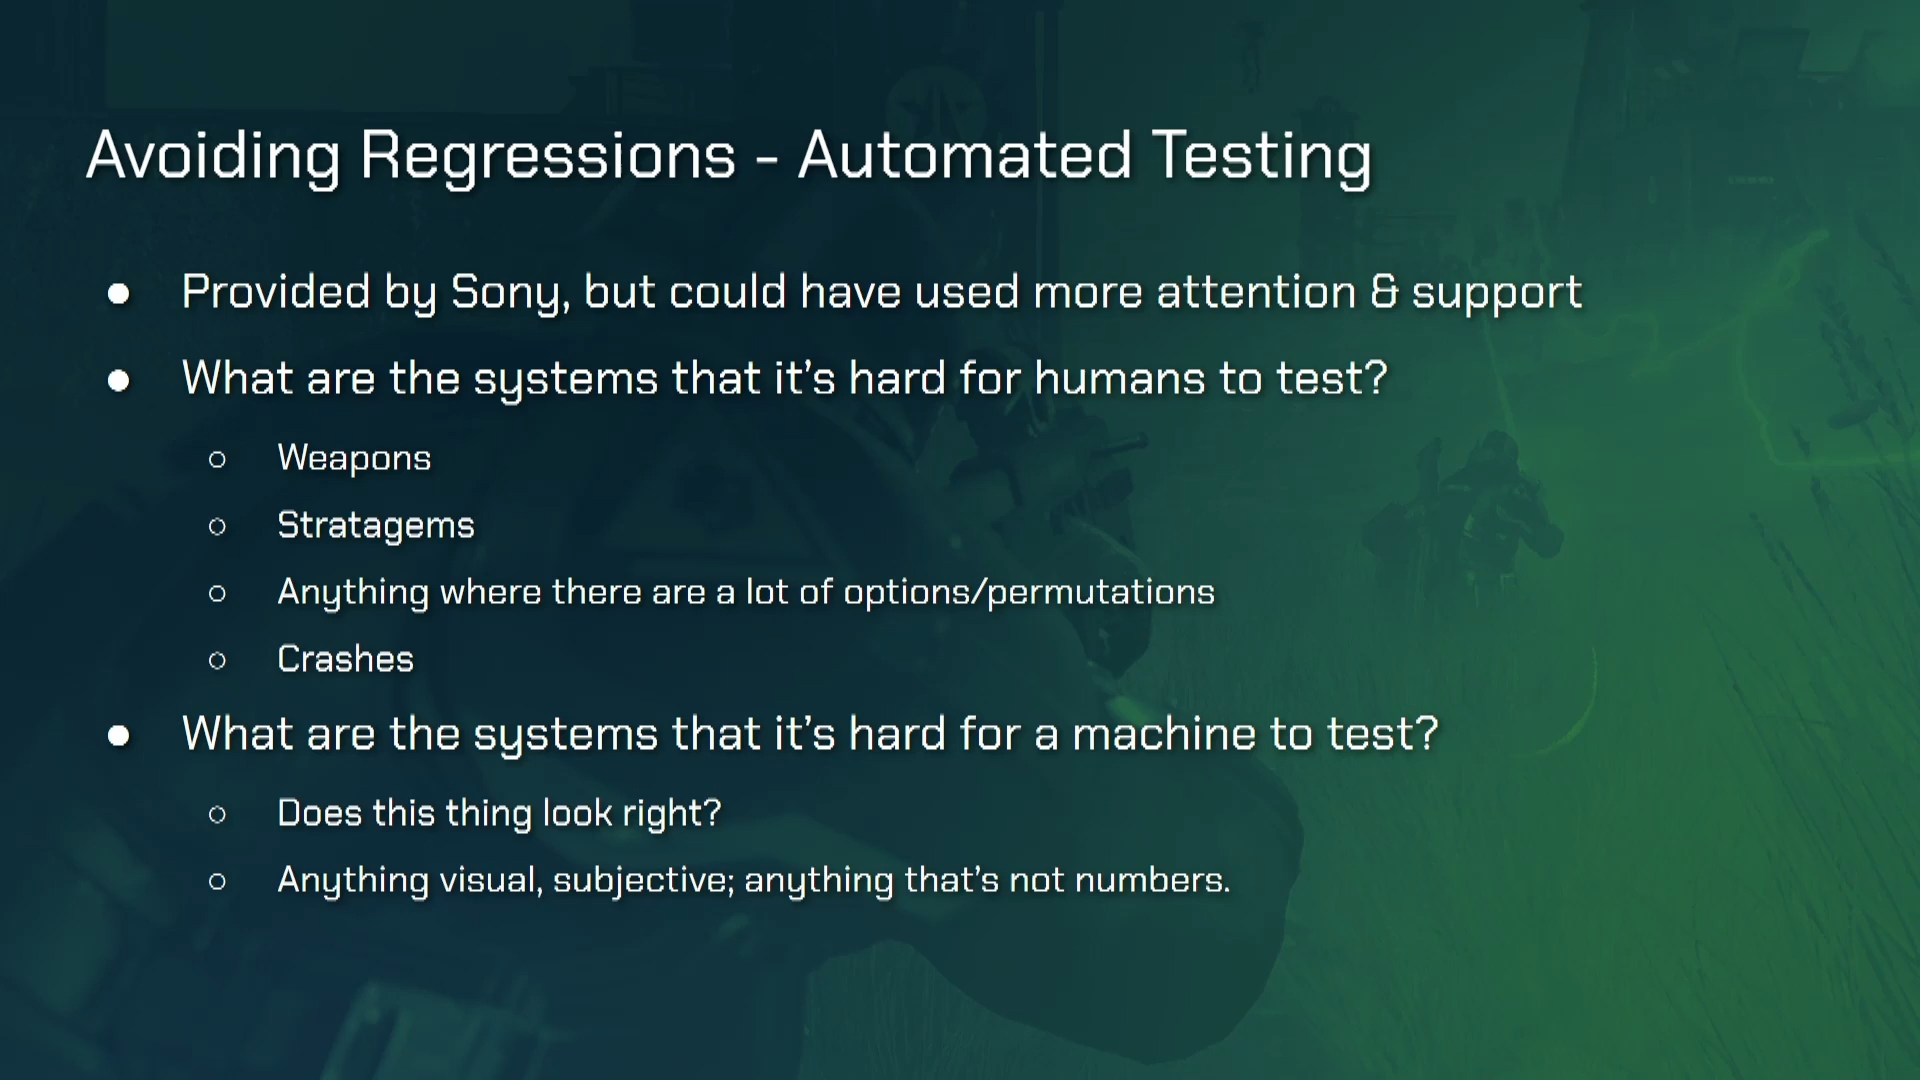 Avoiding Regressions - Automated Testing
● Provided by Sony, but could have used more attention & support
● What are the systems that it's hard for humans to test?
○ Weapons
○ Stratagems
○ Anything where there are a lot of options/permutations
○ Crashes
● What are the systems that it's hard for a machine to test?
○ Does this thing look right?
○ Anything visual, subjective; anything that's not numbers.